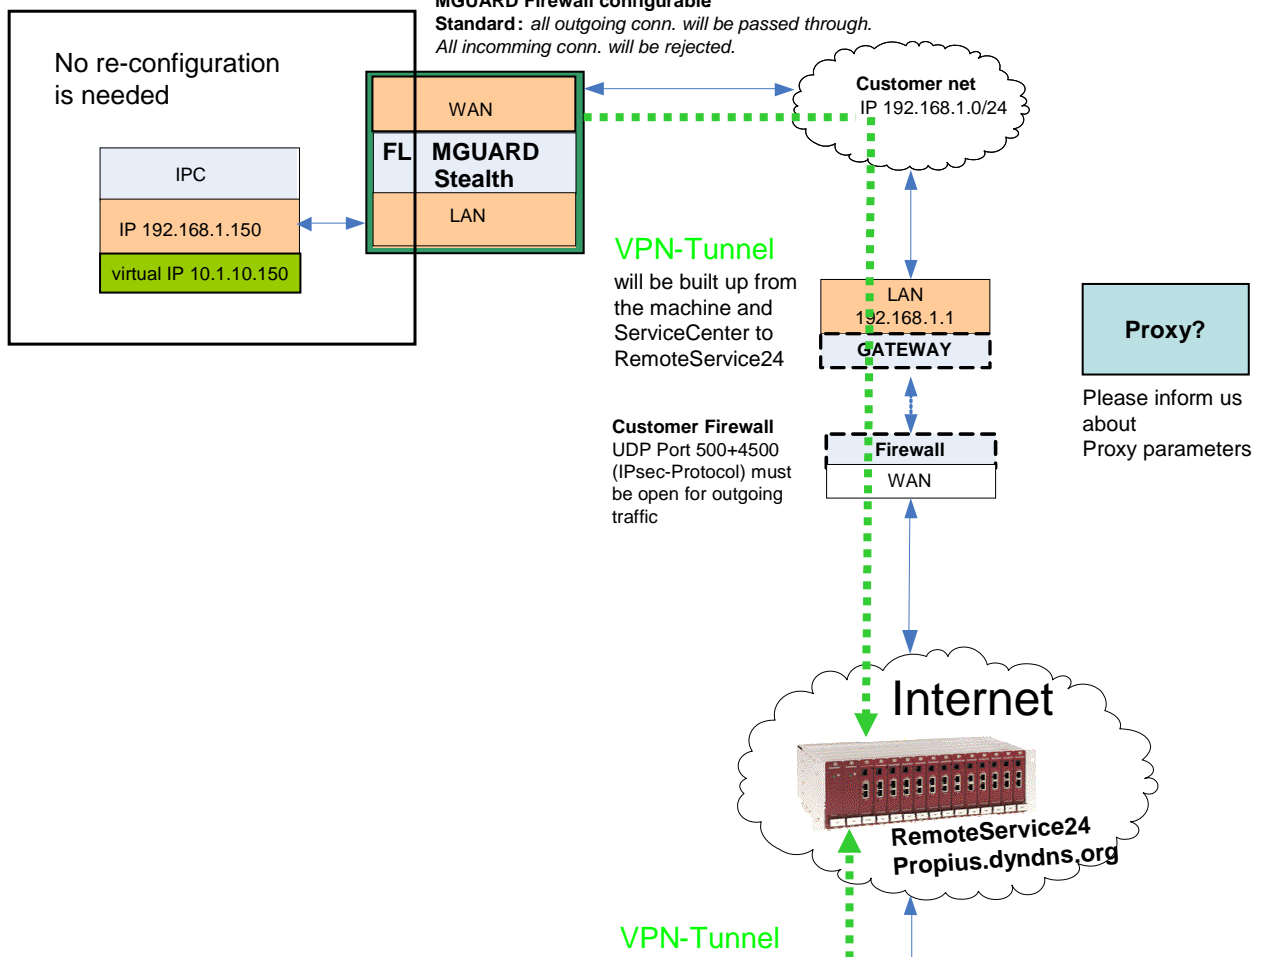 MGUARD Firewall configurable
Standard: all outgoing conn. will be passed through.
All incomming conn. will be rejected.
No re-configuration
is needed
WAN
FL MGUARD
Stealth
LAN
IPC
IP 192.168.1.150
virtual IP 10.1.10.150
Customer net
IP 192.168.1.0/24
VPN-Tunnel
will be built up from
the machine and
ServiceCenter to
RemoteService24
LAN
192.168.1.1
GATEWAY
Proxy?
Please inform us
about
Proxy parameters
Customer Firewall
UDP Port 500+4500
(IPsec-Protocol) must
be open for outgoing
traffic
Firewall
WAN
Internet
RemoteService24
Propius.dyndns.org
VPN-Tunnel